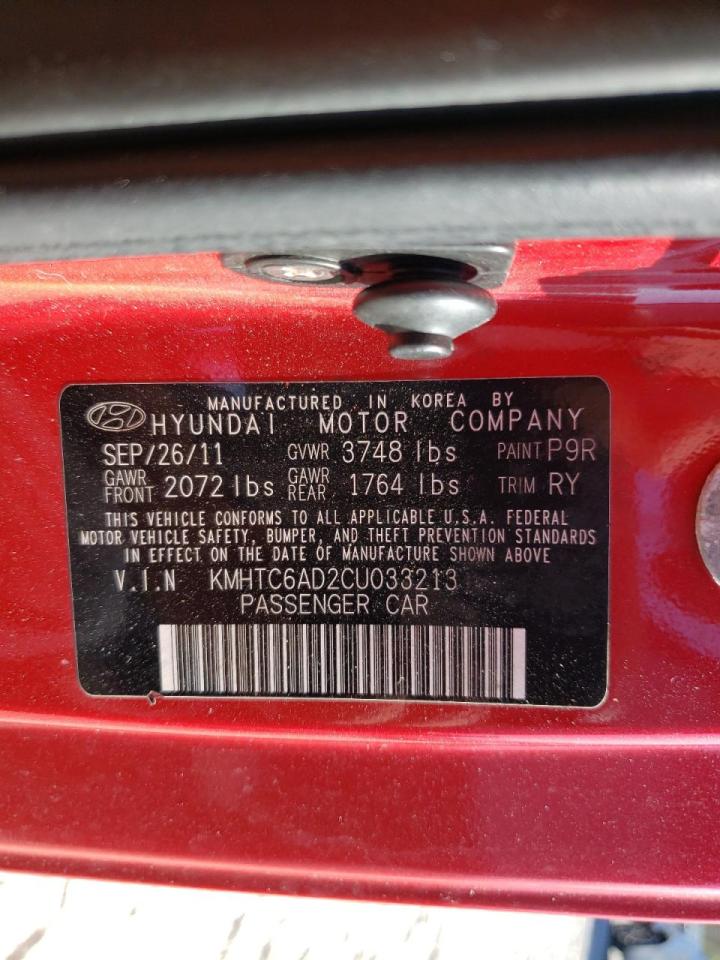 MANUFACTURED IN KOREA BY
HYUNDAI MOTOR COMPANY
SEP/26/11 GVWR 3748 lbs PAINT P9R
GAWR FRONT 2072 lbs GAWR REAR 1764 lbs TRIM RY
THIS VEHICLE CONFORMS TO ALL APPLICABLE U.S.A. FEDERAL
MOTOR VEHICLE SAFETY, BUMPER, AND THEFT PREVENTION STANDARDS
IN EFFECT ON THE DATE OF MANUFACTURE SHOWN ABOVE
V.I.N KMHTC6AD2CU033213
PASSENGER CAR